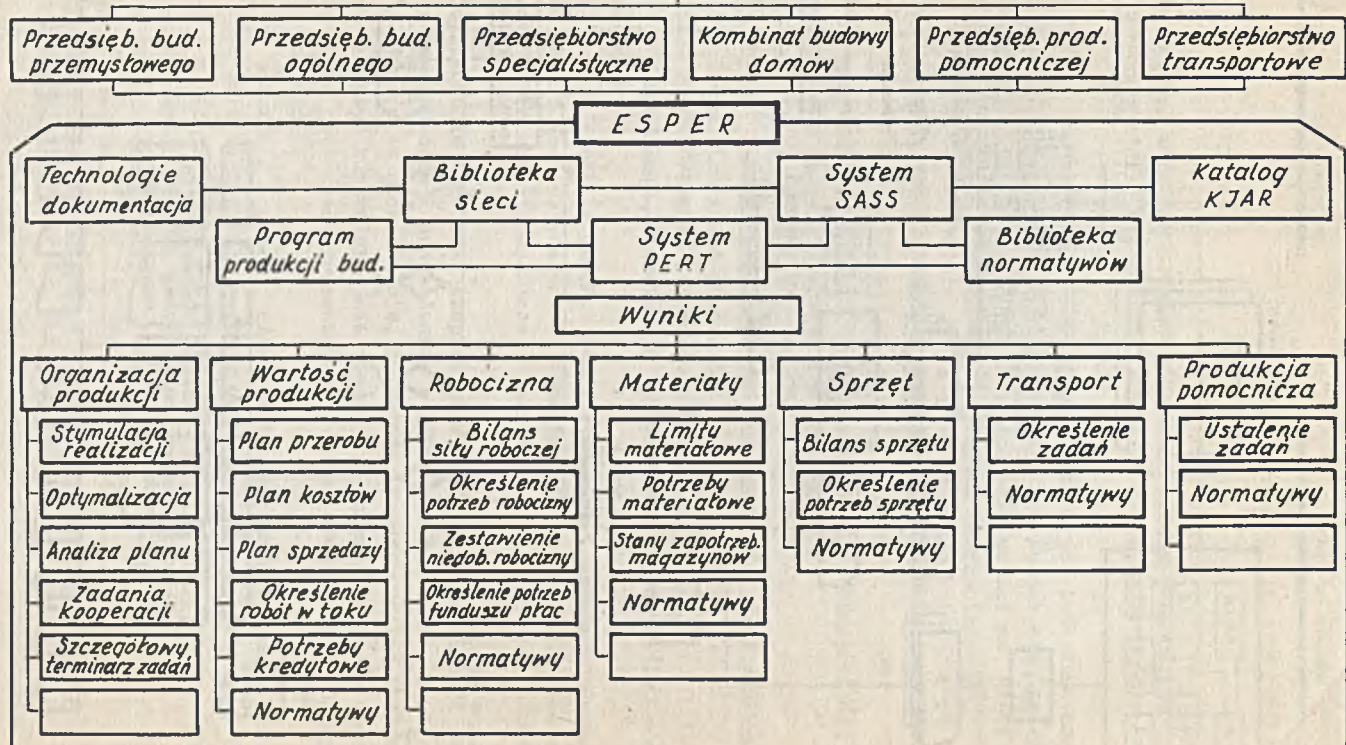 Przedsięb. bud.
przemysłowego
Przedsięb. bud.
ogólnego
Przedsiębiorstwo
specjalistyczne
Kombinat budowy
domów
Przedsięb. prod.
pomocniczej
Przedsiębiorstwo
transportowe
ESPER
Technologie
dokumentacja
Biblioteka
sieci
System
SASS
Katalog
KJAR
Program
produkcji bud.
System
PERT
Biblioteka
normatywów
Wyniki
Organizacja
produkcji
Wartość
produkcji
Robocizna
Materiały
Sprzęt
Transport
Produkcja
pomocnicza
Stymulacja
realizacji
Optymalizacja
Analiza planu
Zadania
kooperacji
Szczegółowy
terminarz zadań
Plan przerobu
Plan kosztów
Plan sprzedaży
Określenie
robót w toku
Potrzeby
kredytowe
Normatywy
Bilans
siły roboczej
Określenie
potrzeb robocizny
Zestawienie
niedob. robocizny
Określenie potrzeb
funduszu płac
Normatywy
Limity
materiałowe
Potrzeby
materiałowe
Stany zapotrzeb.
magazynów
Normatywy
Bilans sprzętu
Określenie
potrzeb sprzętu
Normatywy
Określenie
zadań
Normatywy
Ustalenie
zadań
Normatywy